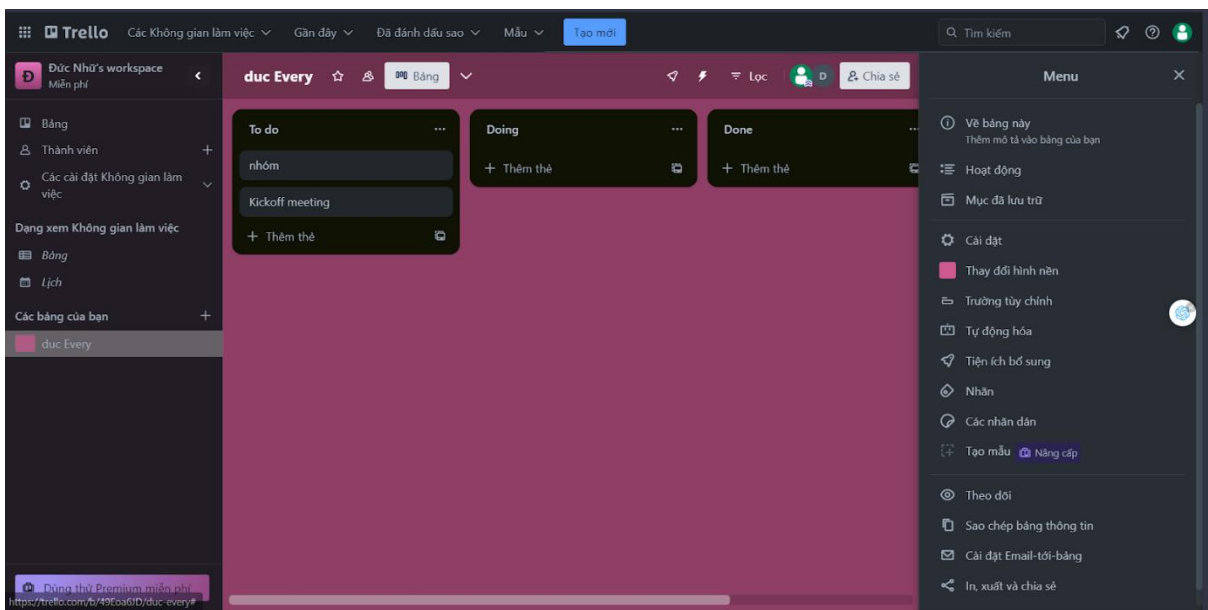 Trello
Các Không gian làm việc
Gần đây
Đã đánh dấu sao
Mẫu
Tạo mới
Tìm kiếm
Đ
Đức Nhữ's workspace
Miễn phí
Bảng
Thành viên
Các cài đặt Không gian làm
việc
Dạng xem Không gian làm việc
Bảng
Lịch
Các bảng của bạn
duc Every
Dùng thử Premium miễn phí
https://trello.com/b/49Eoa6JD/duc-every#
duc Every
Bảng
Lọc
D
Chia sẻ
To do
nhóm
Kickoff meeting
Thêm thẻ
Doing
Thêm thẻ
Done
Thêm thẻ
Menu
Về bảng này
Thêm mô tả vào bảng của bạn
Hoạt động
Mục đã lưu trữ
Cài đặt
Thay đổi hình nền
Trường tùy chỉnh
Tự động hóa
Tiện ích bổ sung
Nhãn
Các nhãn dán
Tạo mẫu
Nâng cấp
Theo dõi
Sao chép bảng thông tin
Cài đặt Email-tới-bảng
In, xuất và chia sẻ